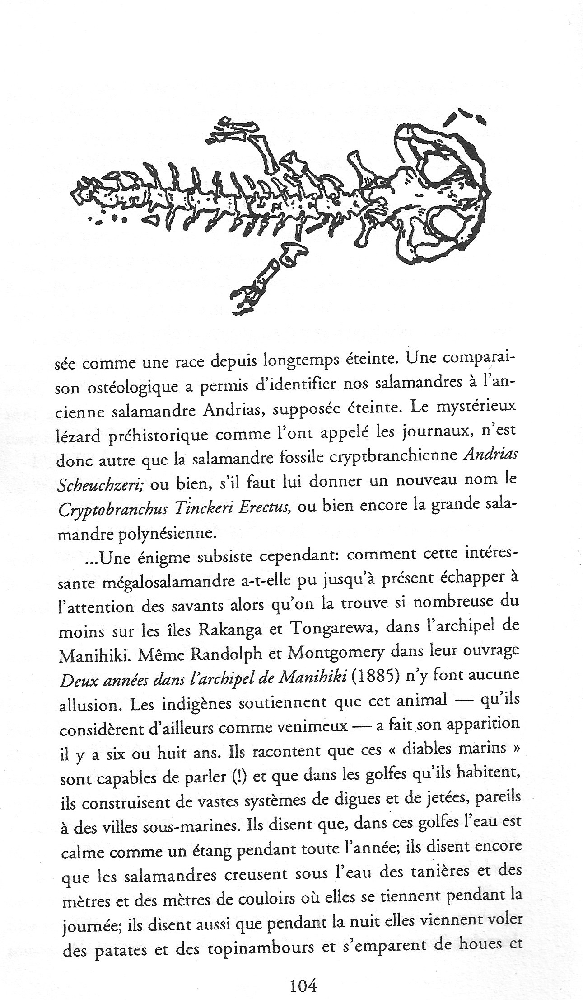 sée comme une race depuis longtemps éteinte. Une comparai-
son ostéologique a permis d'identifier nos salamandres à l'an-
cienne salamandre Andrias, supposée éteinte. Le mystérieux
lézard préhistorique comme l'ont appelé les journaux, n'est
donc autre que la salamandre fossile cryptbranchienne Andrias
Scheuchzeri; ou bien, s'il faut lui donner un nouveau nom le
Cryptobranchus Tinckeri Erectus, ou bien encore la grande sala-
mandre polynésienne.
...Une énigme subsiste cependant: comment cette intéres-
sante mégalosalamandre a-t-elle pu jusqu'à présent échapper à
l'attention des savants alors qu'on la trouve si nombreuse du
moins sur les îles Rakanga et Tongarewa, dans l'archipel de
Manihiki. Même Randolph et Montgomery dans leur ouvrage
Deux années dans l'archipel de Manihiki (1885) n'y font aucune
allusion. Les indigènes soutiennent que cet animal — qu'ils
considèrent d'ailleurs comme venimeux — a fait son apparition
il y a six ou huit ans. Ils racontent que ces « diables marins »
sont capables de parler (!) et que dans les golfes qu'ils habitent,
ils construisent de vastes systèmes de digues et de jetées, pareils
à des villes sous-marines. Ils disent que, dans ces golfes l'eau est
calme comme un étang pendant toute l'année; ils disent encore
que les salamandres creusent sous l'eau des tanières et des
mètres et des mètres de couloirs où elles se tiennent pendant la
journée; ils disent aussi que pendant la nuit elles viennent voler
des patates et des topinambours et s'emparent de houes et
104